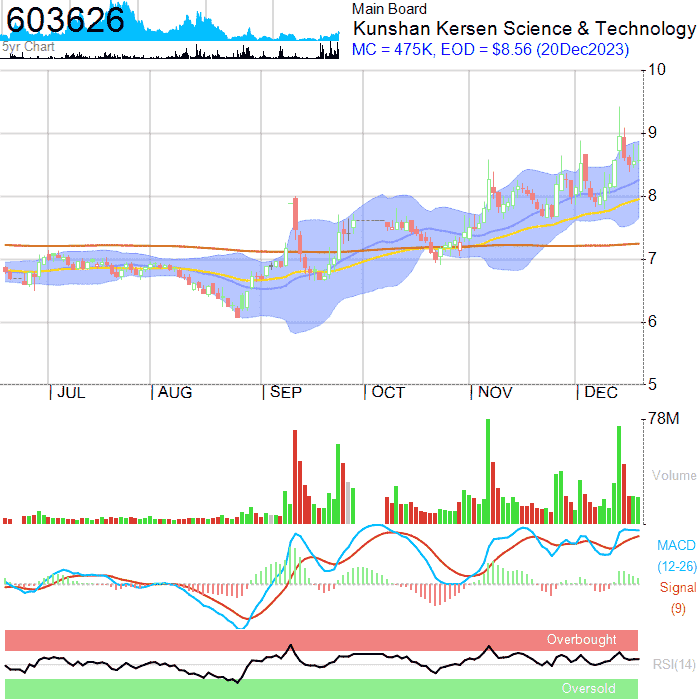 603626
5yr Chart
Main Board
Kunshan Kersen Science & Technology
MC = 475K, EOD = $8.56 (20Dec2023)
10
9
8
7
6
5
JUL
AUG
SEP
OCT
NOV
DEC
78M
Volume
MACD
(12-26)
Signal
(9)
Overbought
RSI(14)
Oversold